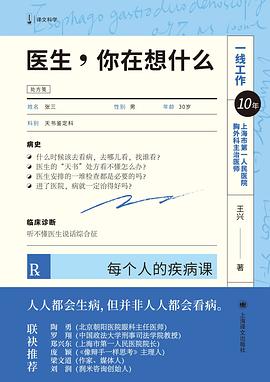 译文科学
医生，你在想什么
处方笺
姓名 张三 性别 男 年龄 30岁
科别 天书鉴定科
病史
什么时候该去看病，去哪儿看，找谁看？
医生的“天书”处方看不懂怎么办？
医生安排的一堆检查都是必要的吗？
进了医院，病就一定治得好吗？
临床诊断
听不懂医生说话综合征
一线工作
10年
上海市第一人民医院
胸外科主治医师
王兴 著
上海译文出版社
R
每个人的疾病课
人人都会生病，但并非人人都会看病。
联袂推荐
陶 勇（北京朝阳医院眼科主任医师）
罗 翔（中国政法大学刑事司法学院教授）
郑兴东（上海市第一人民医院院长）
庞 颖（《像辩手一样思考》主理人）
梁文道（作家、媒体人）
刘 润（润米咨询创始人）